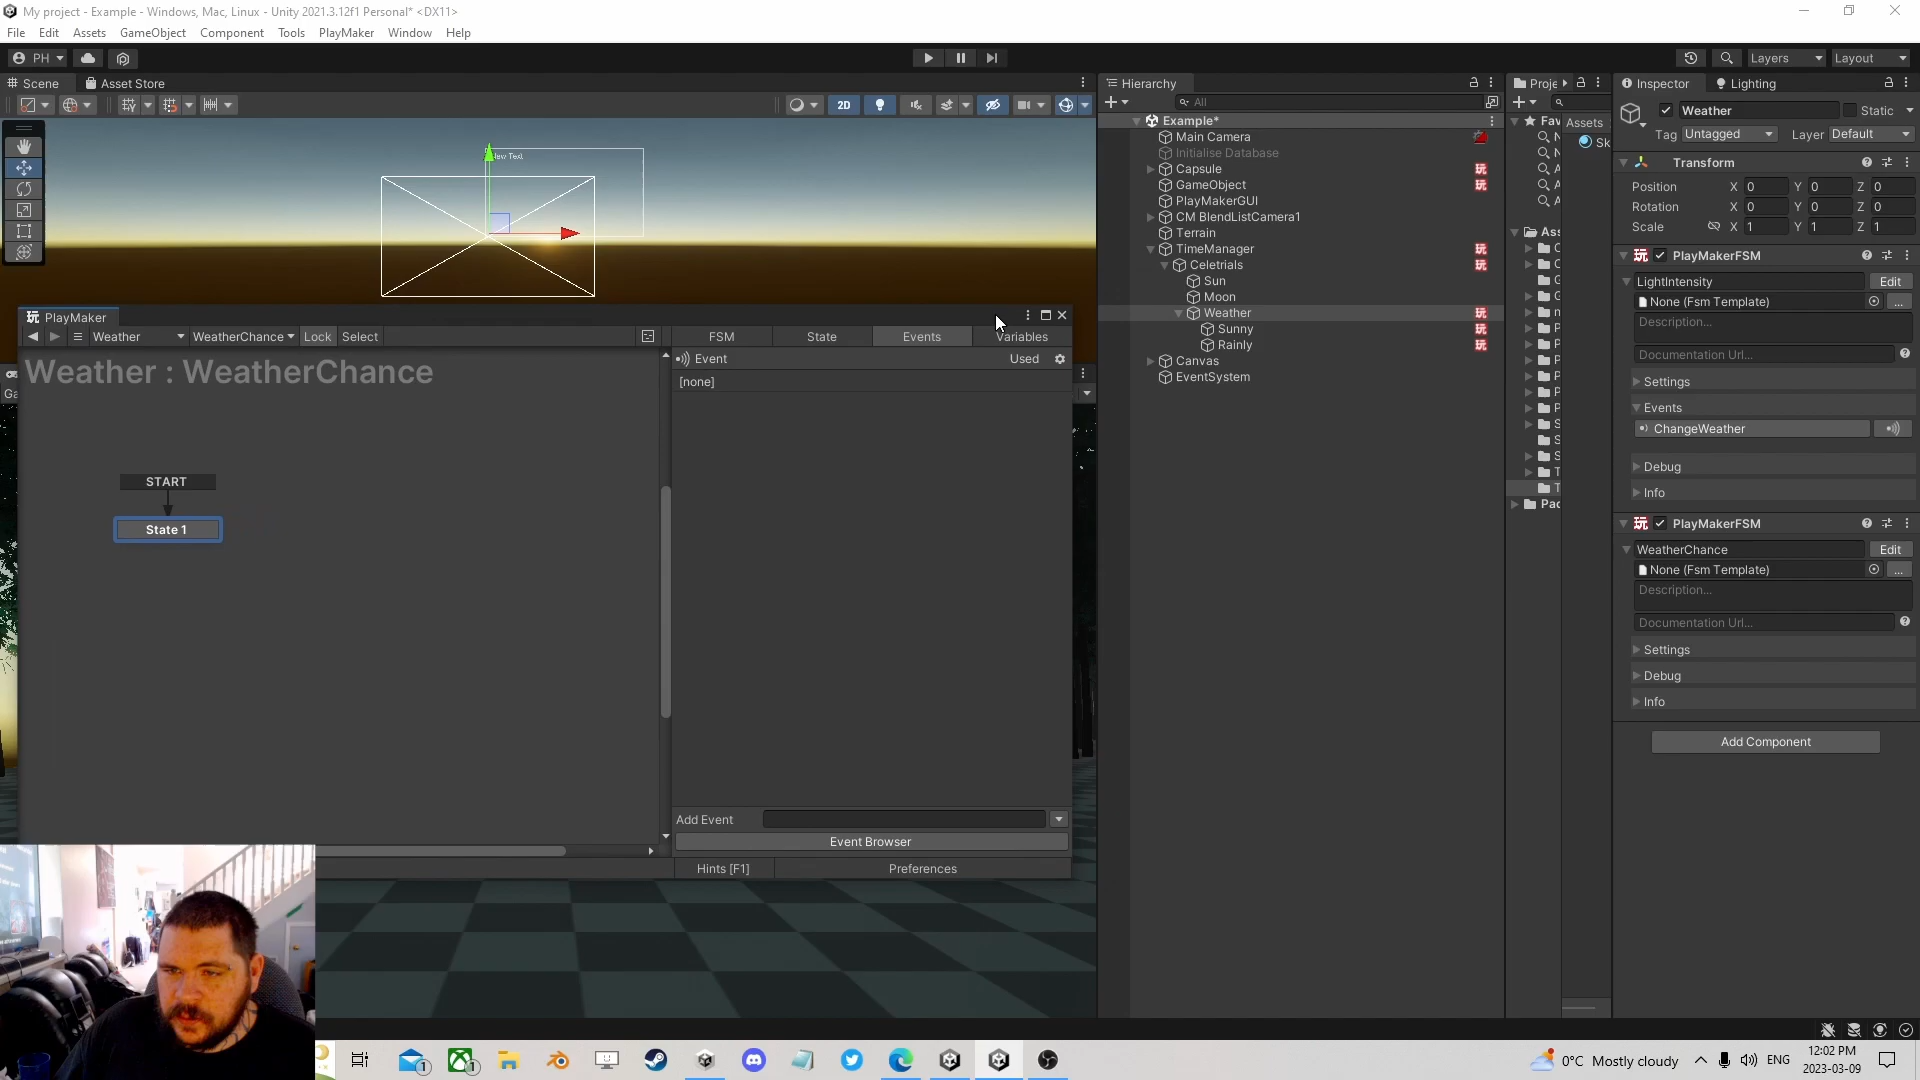 My project - Example - Windows, Mac, Linux - Unity 2021.3.12f1 Personal* <DX11>
File Edit Assets GameObject Component Tools PlayMaker Window Help
PH
Layers Layout
Scene Asset Store
2D
New Text
PlayMaker
Weather WeatherChance Lock Select
Weather : WeatherChance
START
State 1
FSM State Events Variables
Event Used
[none]
Add Event
Event Browser
Hints [F1] Preferences
Hierarchy
All
Example*
Main Camera
Initialise Database
Capsule
GameObject
PlayMakerGUI
CM BlendListCamera1
Terrain
TimeManager
Celetrials
Sun
Moon
Weather
Sunny
Rainly
Canvas
EventSystem
Proje
Fav
Assets
Sk
Ass
Pac
Inspector Lighting
Weather Static
Tag Untagged Layer Default
Transform
Position X 0 Y 0 Z 0
Rotation X 0 Y 0 Z 0
Scale X 1 Y 1 Z 1
PlayMakerFSM
LightIntensity Edit
None (Fsm Template) ...
Description...
Documentation Url...
Settings
Events
ChangeWeather
Debug
Info
PlayMakerFSM
WeatherChance Edit
None (Fsm Template) ...
Description...
Documentation Url...
Settings
Debug
Info
Add Component
0°C Mostly cloudy ENG 12:02 PM
2023-03-09